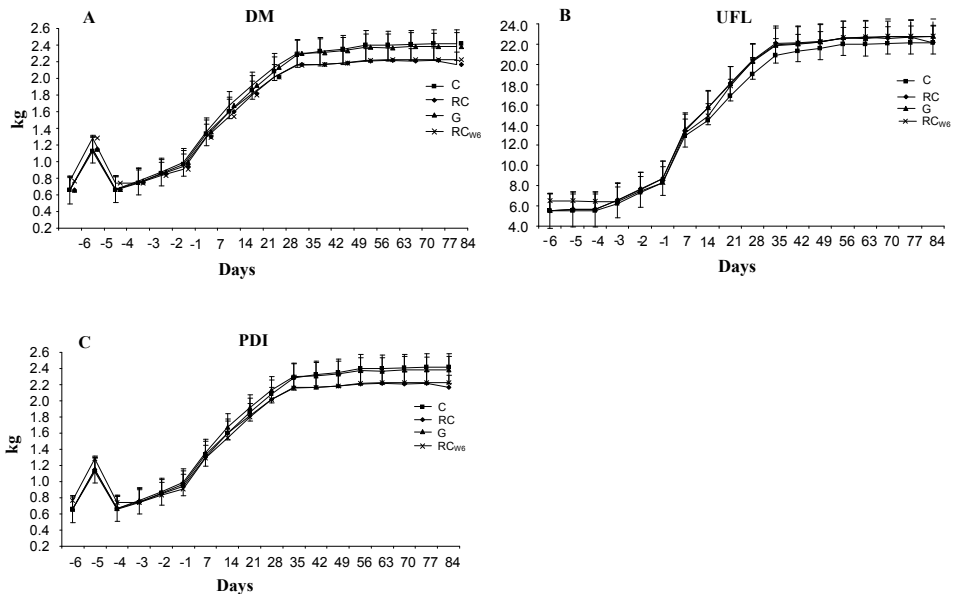 A
DM
2.6
2.4
2.2
2.0
1.8
1.6
1.4
1.2
1.0
0.8
0.6
0.4
0.2
kg
C
RC
G
RCW6
-6 -5 -4 -3 -2 -1 7 14 21 28 35 42 49 56 63 70 77 84
Days
B
UFL
24.0
22.0
20.0
18.0
16.0
14.0
12.0
10.0
8.0
6.0
4.0
C
RC
G
RCW6
-6 -5 -4 -3 -2 -1 7 14 21 28 35 42 49 56 63 70 77 84
Days
C
PDI
2.6
2.4
2.2
2.0
1.8
1.6
1.4
1.2
1.0
0.8
0.6
0.4
0.2
kg
C
RC
G
RCW6
-6 -5 -4 -3 -2 -1 7 14 21 28 35 42 49 56 63 70 77 84
Days